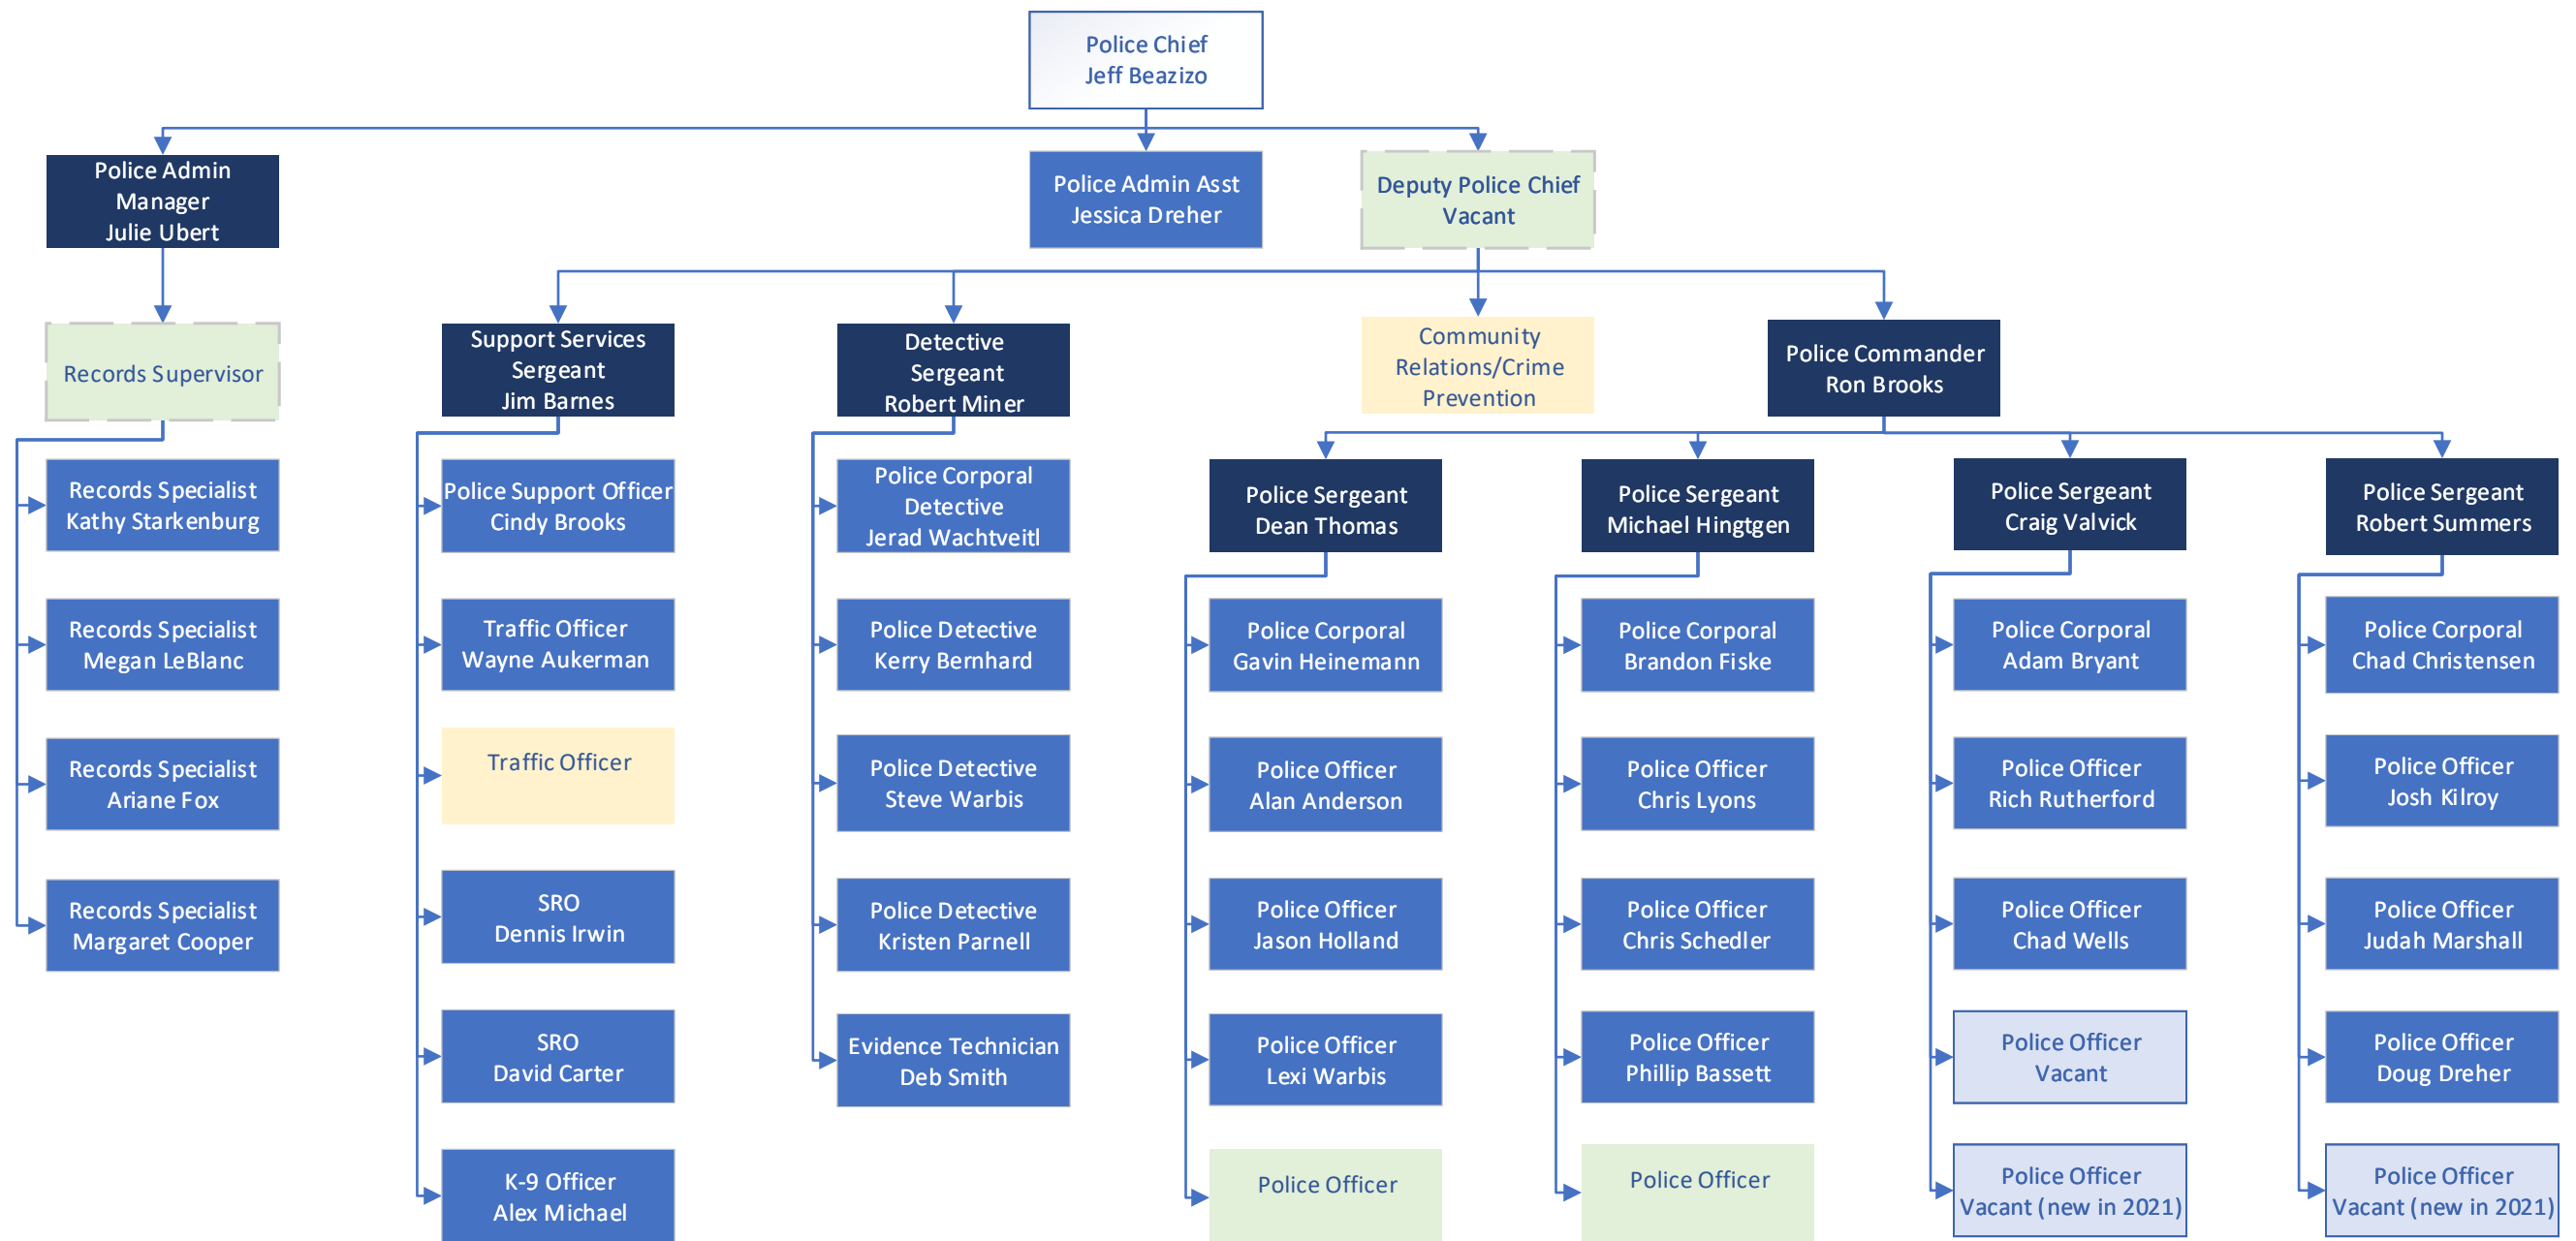 Police Chief
Jeff Beazizo
Police Admin
Manager
Julie Ubert
Police Admin Asst
Jessica Dreher
Deputy Police Chief
Vacant
Records Supervisor
Support Services
Sergeant
Jim Barnes
Detective
Sergeant
Robert Miner
Community
Relations/Crime
Prevention
Police Commander
Ron Brooks
Records Specialist
Kathy Starkenburg
Records Specialist
Megan LeBlanc
Records Specialist
Ariane Fox
Records Specialist
Margaret Cooper
Police Support Officer
Cindy Brooks
Traffic Officer
Wayne Aukerman
Traffic Officer
SRO
Dennis Irwin
SRO
David Carter
K-9 Officer
Alex Michael
Police Corporal
Detective
Jerad Wachtveitl
Police Detective
Kerry Bernhard
Police Detective
Steve Warbis
Police Detective
Kristen Parnell
Evidence Technician
Deb Smith
Police Sergeant
Dean Thomas
Police Corporal
Gavin Heinemann
Police Officer
Alan Anderson
Police Officer
Jason Holland
Police Officer
Lexi Warbis
Police Officer
Police Sergeant
Michael Hingtgen
Police Corporal
Brandon Fiske
Police Officer
Chris Lyons
Police Officer
Chris Schedler
Police Officer
Phillip Bassett
Police Officer
Police Sergeant
Craig Valvick
Police Corporal
Adam Bryant
Police Officer
Rich Rutherford
Police Officer
Chad Wells
Police Officer
Vacant
Police Officer
Vacant (new in 2021)
Police Sergeant
Robert Summers
Police Corporal
Chad Christensen
Police Officer
Josh Kilroy
Police Officer
Judah Marshall
Police Officer
Doug Dreher
Police Officer
Vacant (new in 2021)